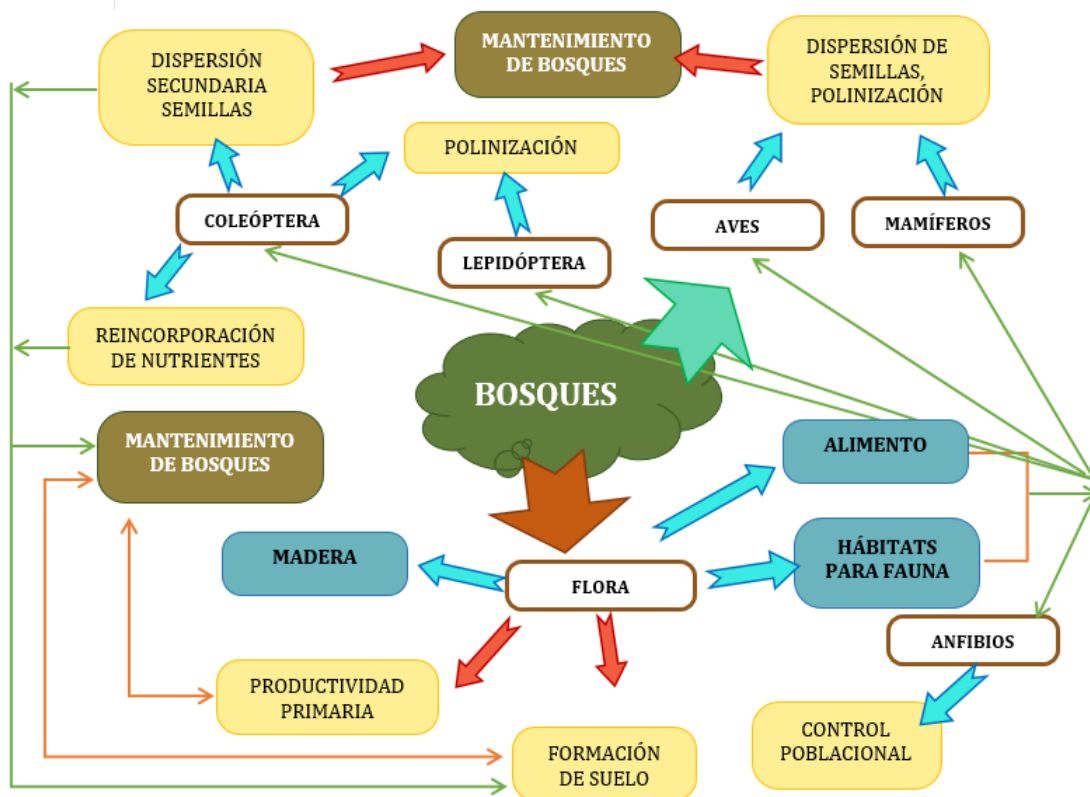 DISPERSIÓN
SECUNDARIA
SEMILLAS
MANTENIMIENTO
DE BOSQUES
DISPERSIÓN DE
SEMILLAS,
POLINIZACIÓN
POLINIZACIÓN
COLEÓPTERA
LEPIDÓPTERA
AVES
MAMÍFEROS
REINCORPORACIÓN
DE NUTRIENTES
BOSQUES
MANTENIMIENTO
DE BOSQUES
ALIMENTO
MADERA
FLORA
HÁBITATS
PARA FAUNA
ANFIBIOS
PRODUCTIVIDAD
PRIMARIA
FORMACIÓN
DE SUELO
CONTROL
POBLACIONAL